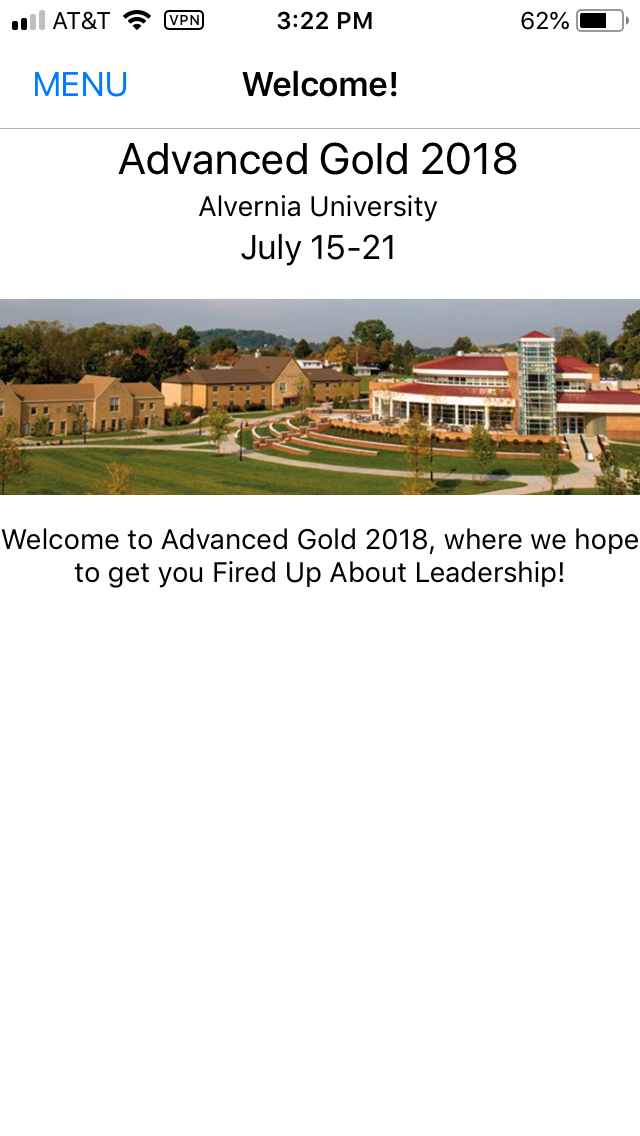 AT&T VPN 3:22 PM 62%
MENU Welcome!
Advanced Gold 2018
Alvernia University
July 15-21
Welcome to Advanced Gold 2018, where we hope
to get you Fired Up About Leadership!